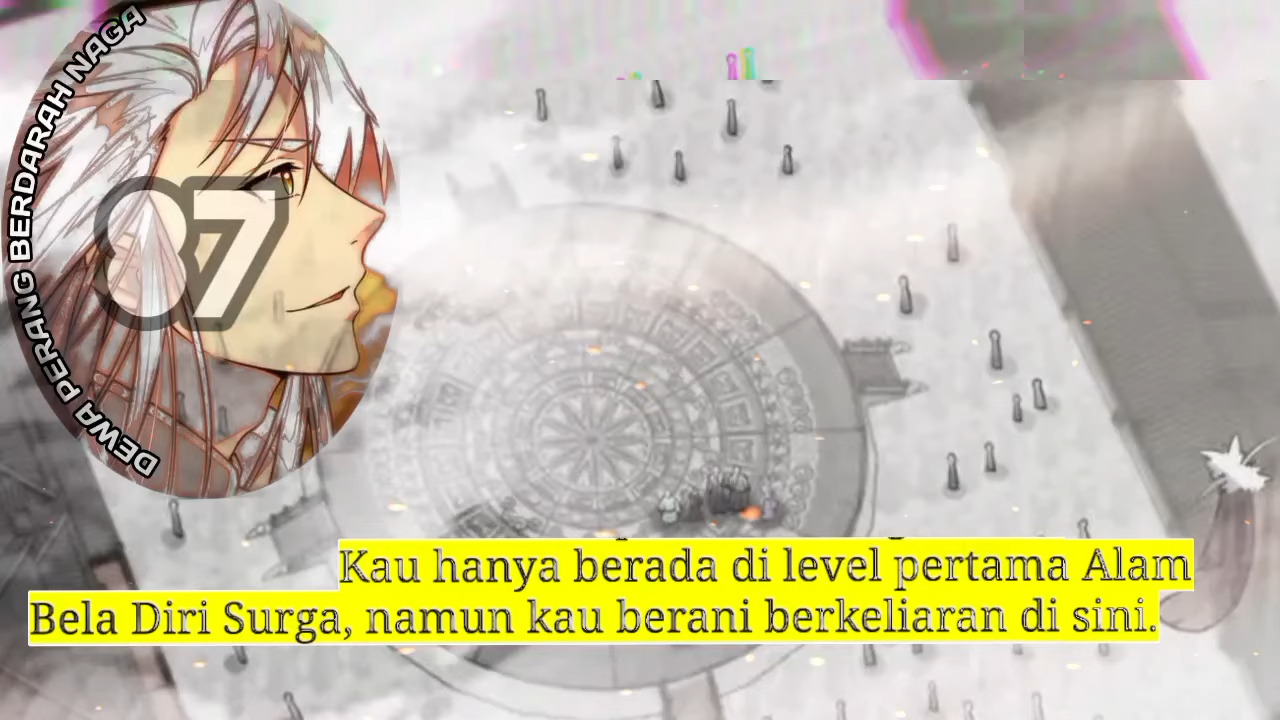 DEWA PERANG BERDARAH NAGA
87
Kau hanya berada di level pertama Alam
Bela Diri Surga, namun kau berani berkeliaran di sini.